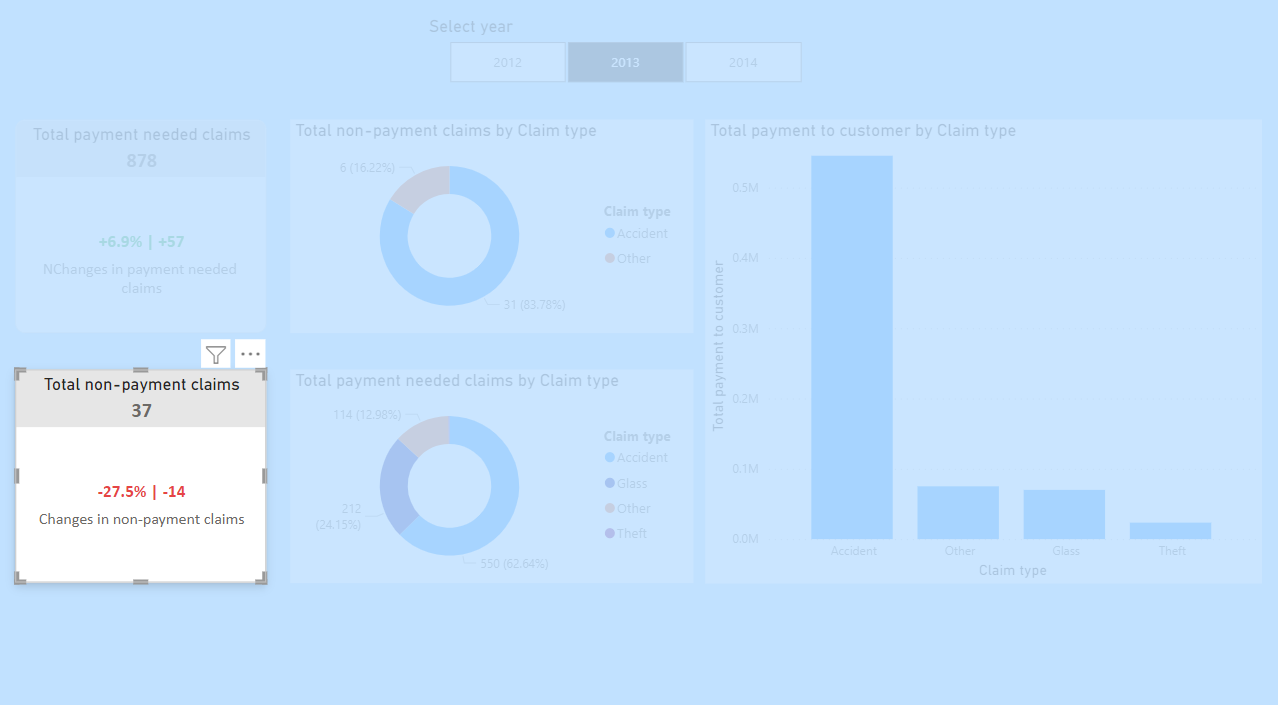 Select year
2012
2013
2014
Total payment needed claims
878
+6.9% | +57
NChanges in payment needed
claims
Total non-payment claims
37
-27.5% | -14
Changes in non-payment claims
Total non-payment claims by Claim type
6 (16.22%)
31 (83.78%)
Claim type
Accident
Other
Total payment needed claims by Claim type
114 (12.98%)
212
(24.15%)
550 (62.64%)
Claim type
Accident
Glass
Other
Theft
Total payment to customer by Claim type
Total payment to customer
0.5M
0.4M
0.3M
0.2M
0.1M
0.0M
Accident
Other
Glass
Theft
Claim type